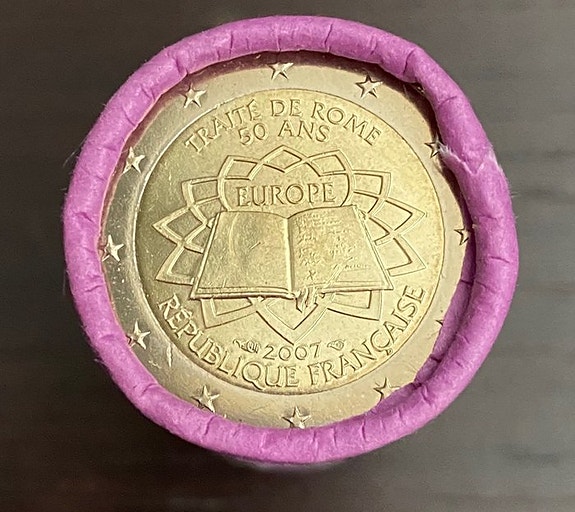 TRAITÉ DE ROME
50 ANS
EUROPE
2007
RÉPUBLIQUE FRANÇAISE